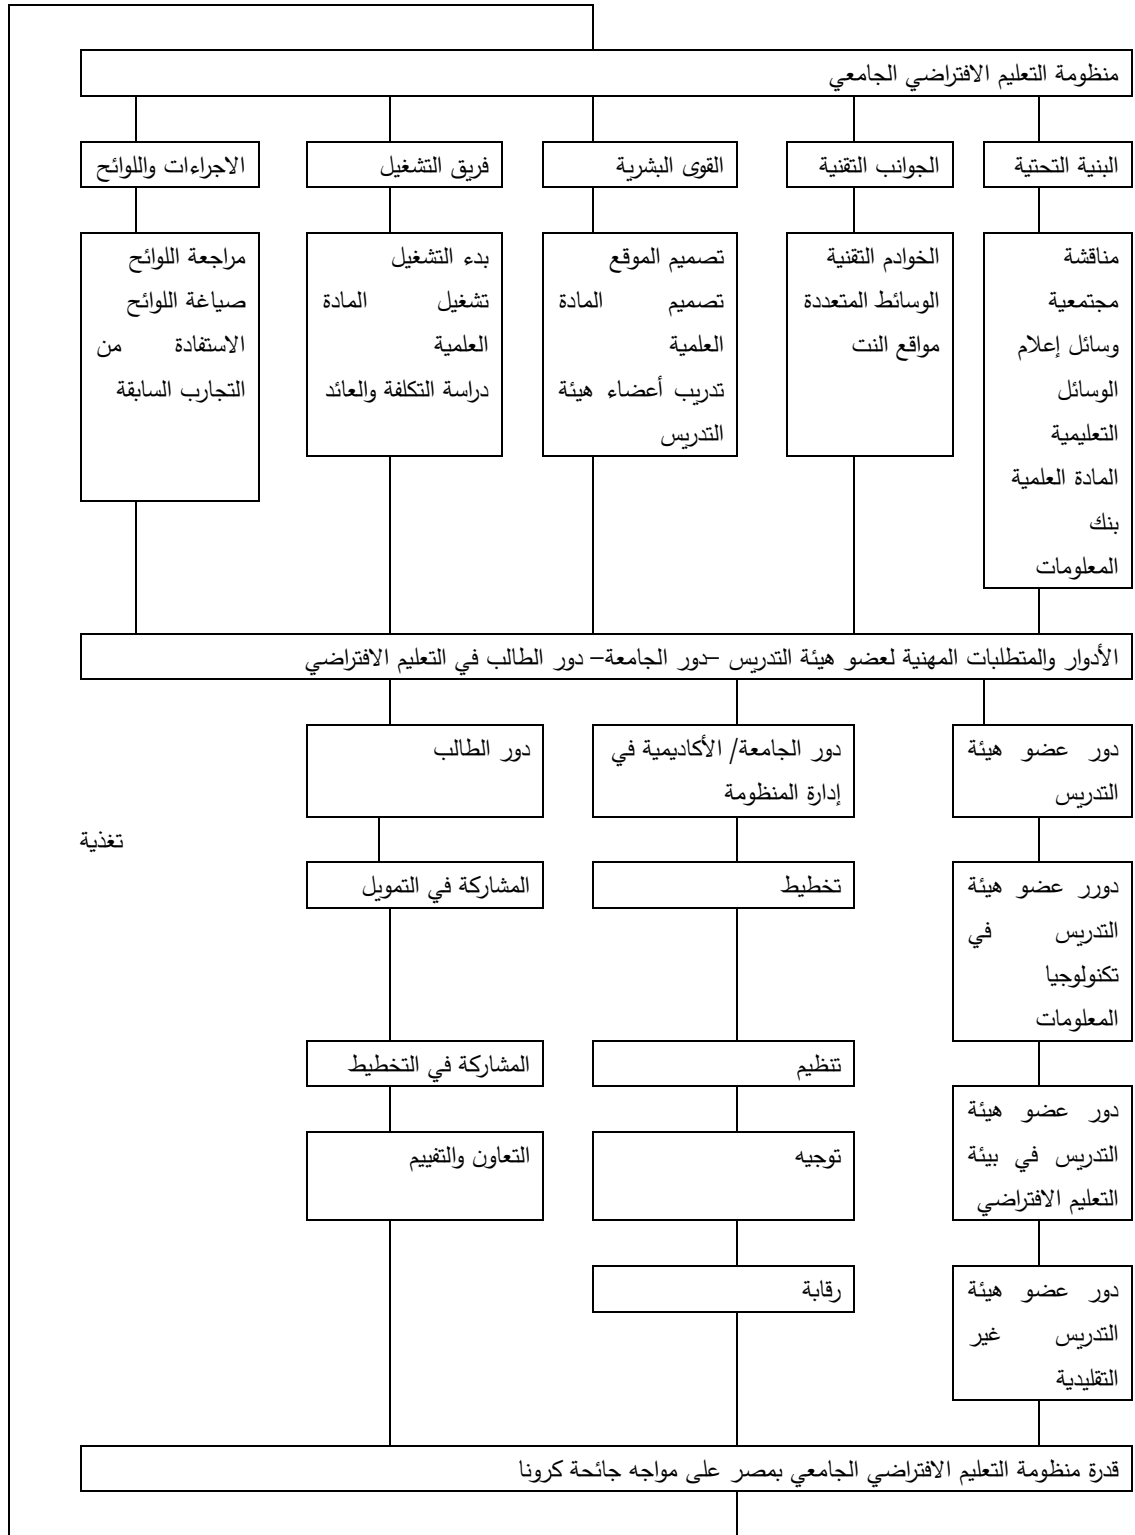 منظومة التعليم الافتراضي الجامعي
البنية التحتية
الجوانب التقنية
القوى البشرية
فريق التشغيل
الاجراءات واللوائح
مناقشة
مجتمعية
وسائل إعلام
الوسائل
التعليمية
المادة العلمية
بنك
المعلومات
الخوادم التقنية
الوسائط المتعددة
مواقع النت
تصميم الموقع
تصميم المادة
العلمية
تدريب أعضاء هيئة
التدريس
بدء التشغيل
تشغيل المادة
العلمية
دراسة التكلفة والعائد
مراجعة اللوائح
صياغة اللوائح
الاستفادة من
التجارب السابقة
الأدوار والمتطلبات المهنية لعضو هيئة التدريس –دور الجامعة– دور الطالب في التعليم الافتراضي
دور عضو هيئة
التدريس
دور الجامعة/ الأكاديمية في
إدارة المنظومة
دور الطالب
تغذية
دورر عضو هيئة
التدريس في
تكنولوجيا
المعلومات
تخطيط
المشاركة في التمويل
تنظيم
المشاركة في التخطيط
دور عضو هيئة
التدريس في بيئة
التعليم الافتراضي
توجيه
التعاون والتفييم
رقابة
دور عضو هيئة
التدريس غير
التقليدية
قدرة منظومة التعليم الافتراضي الجامعي بمصر على مواجه جائحة كرونا